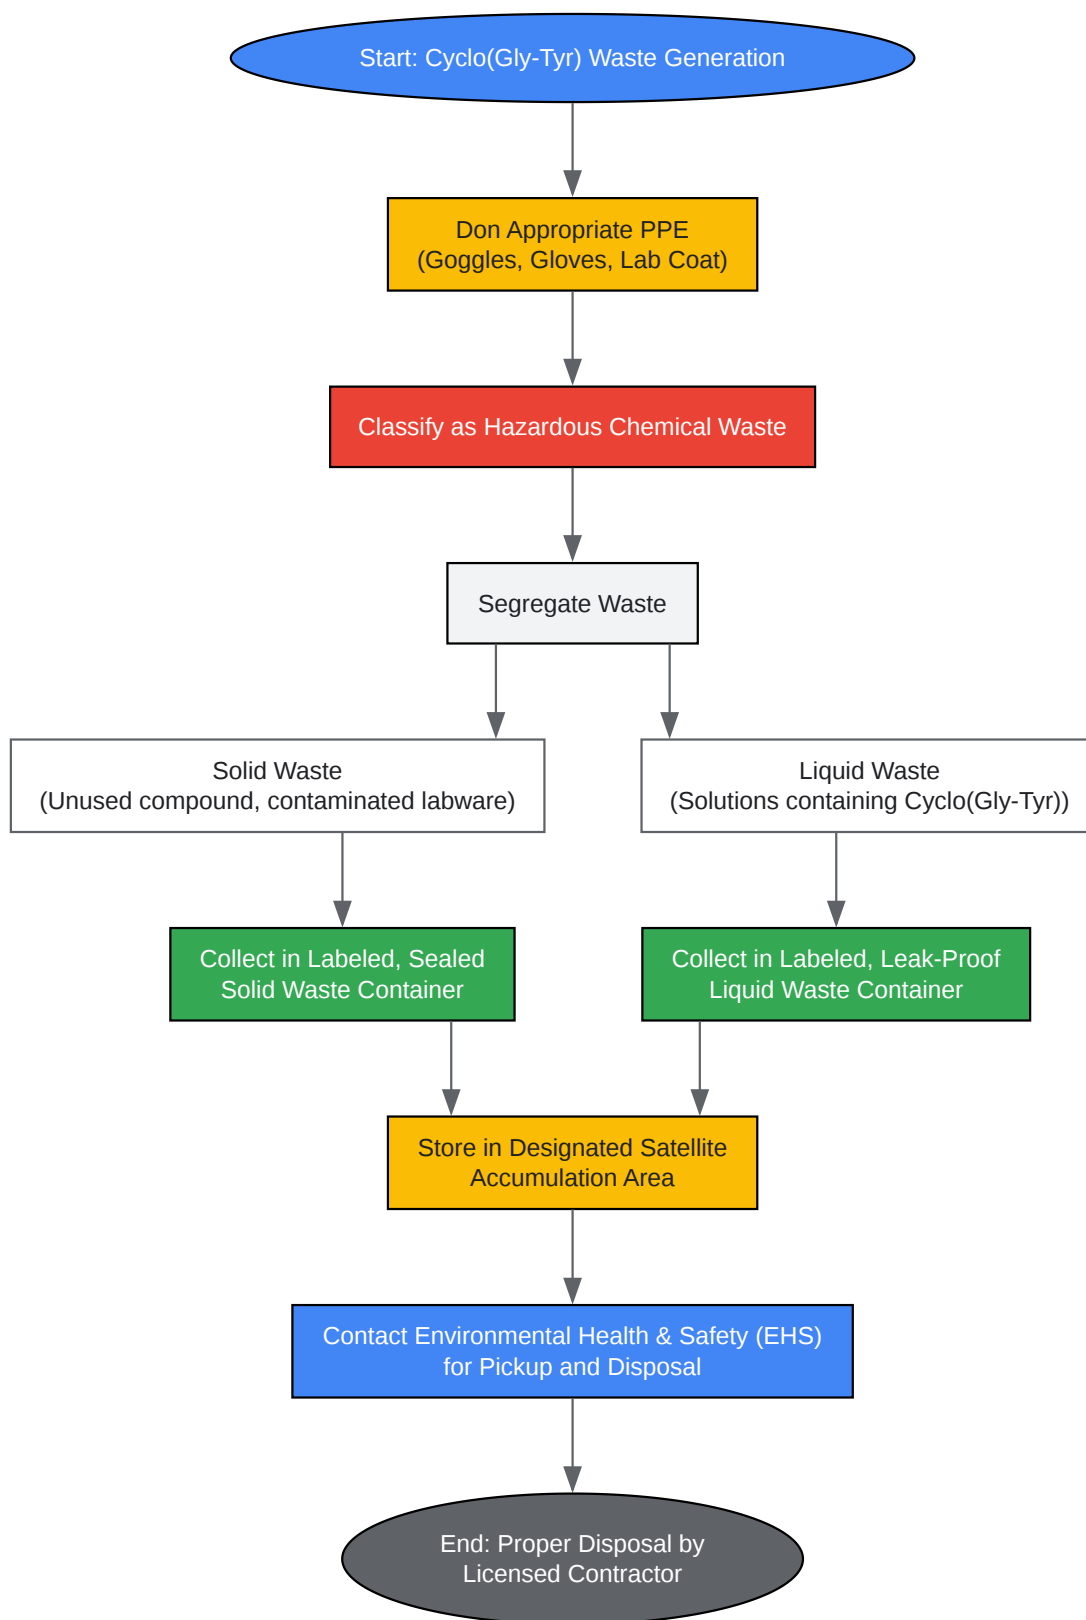 Start: Cyclo(Gly-Tyr) Waste Generation
Don Appropriate PPE
(Goggles, Gloves, Lab Coat)
Classify as Hazardous Chemical Waste
Segregate Waste
Solid Waste
(Unused compound, contaminated labware)
Liquid Waste
(Solutions containing Cyclo(Gly-Tyr))
Collect in Labeled, Sealed
Solid Waste Container
Collect in Labeled, Leak-Proof
Liquid Waste Container
Store in Designated Satellite
Accumulation Area
Contact Environmental Health & Safety (EHS)
for Pickup and Disposal
End: Proper Disposal by
Licensed Contractor